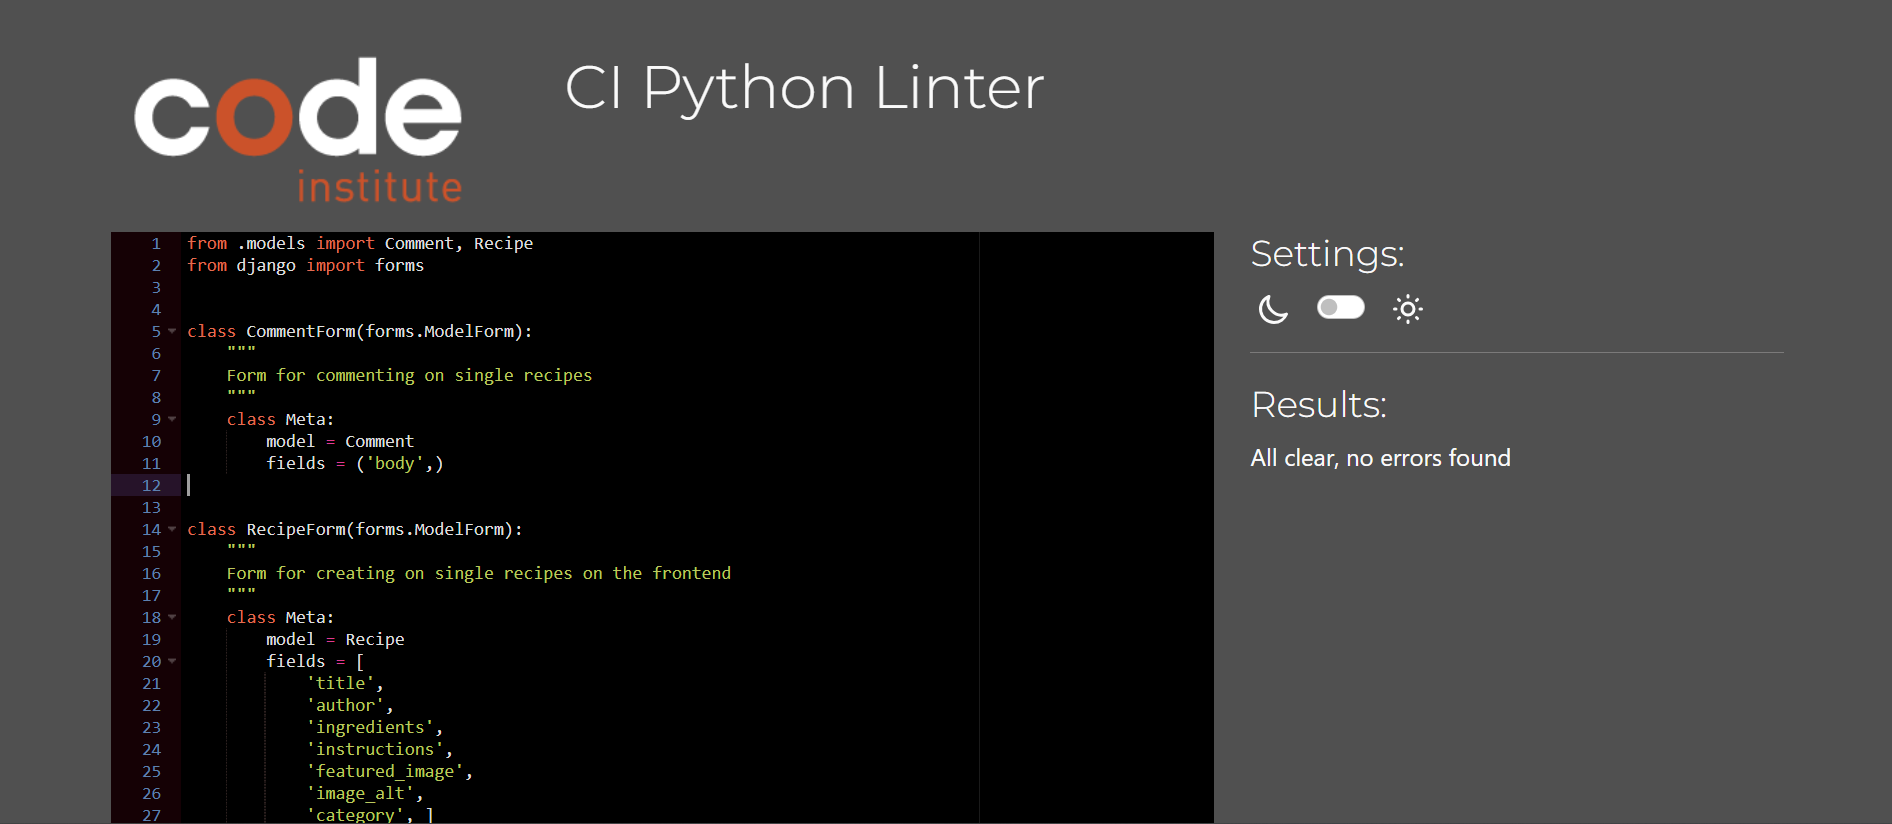 code
institute
CI Python Linter
1 from .models import Comment, Recipe
2 from django import forms
3
4
5 class CommentForm(forms.ModelForm):
6     """
7     Form for commenting on single recipes
8     """
9     class Meta:
10         model = Comment
11         fields = ('body',)
12
13
14 class RecipeForm(forms.ModelForm):
15     """
16     Form for creating on single recipes on the frontend
17     """
18     class Meta:
19         model = Recipe
20         fields = [
21             'title',
22             'author',
23             'ingredients',
24             'instructions',
25             'featured_image',
26             'image_alt',
27             'category', ]
Settings:
Results:
All clear, no errors found